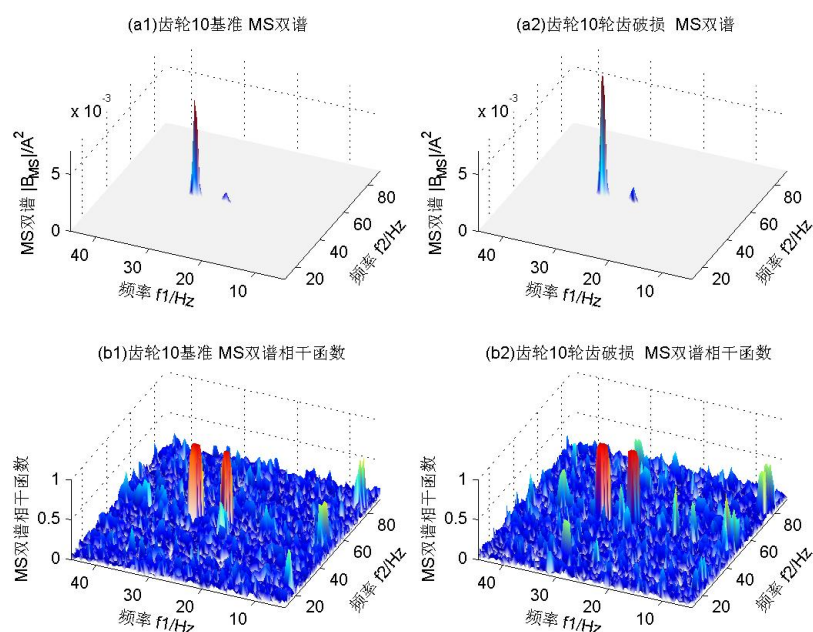 (a1)齿轮10基准 MS双谱
(a2)齿轮10轮齿破损 MS双谱
x 10-3
x 10-3
MS双谱 |BMS|/A2
5
0
40
30
20
10
频率 f1/Hz
20
40
60
80
频率 f2/Hz
MS双谱 |BMS|/A2
5
0
40
30
20
10
频率 f1/Hz
20
40
60
80
频率 f2/Hz
(b1)齿轮10基准 MS双谱相干函数
(b2)齿轮10轮齿破损 MS双谱相干函数
MS双谱相干函数
1
0.5
0
40
30
20
10
频率 f1/Hz
20
40
60
80
频率 f2/Hz
MS双谱相干函数
1
0.5
0
40
30
20
10
频率 f1/Hz
20
40
60
80
频率 f2/Hz